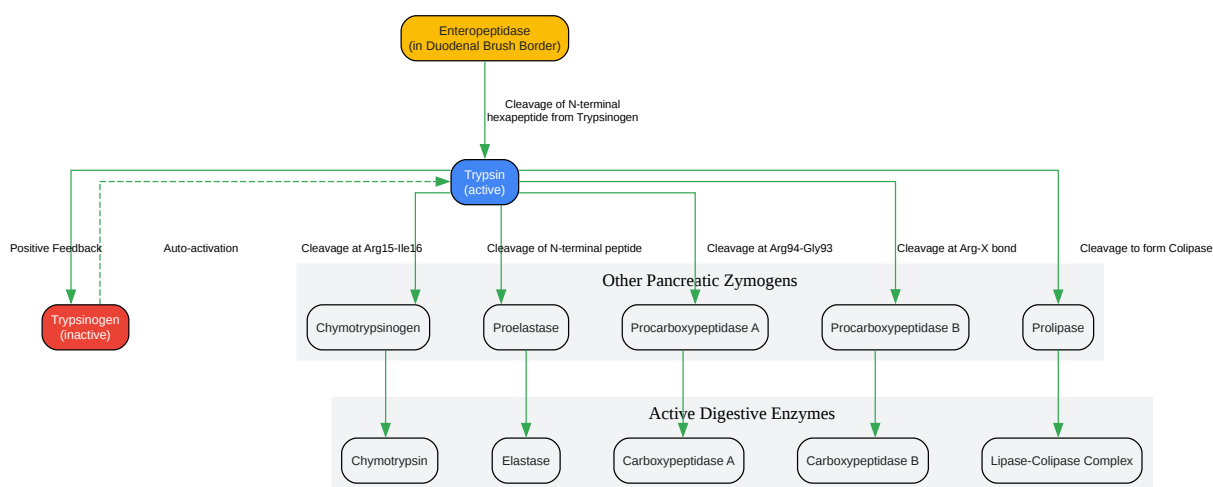 Enteropeptidase
(in Duodenal Brush Border)
Cleavage of N-terminal
hexapeptide from Trypsinogen
Trypsin
(active)
Positive Feedback
Auto-activation
Cleavage at Arg15-Ile16
Cleavage of N-terminal peptide
Cleavage at Arg94-Gly93
Cleavage at Arg-X bond
Cleavage to form Colipase
Other Pancreatic Zymogens
Trypsinogen
(inactive)
Chymotrypsinogen
Proelastase
Procarboxypeptidase A
Procarboxypeptidase B
Prolipase
Active Digestive Enzymes
Chymotrypsin
Elastase
Carboxypeptidase A
Carboxypeptidase B
Lipase-Colipase Complex